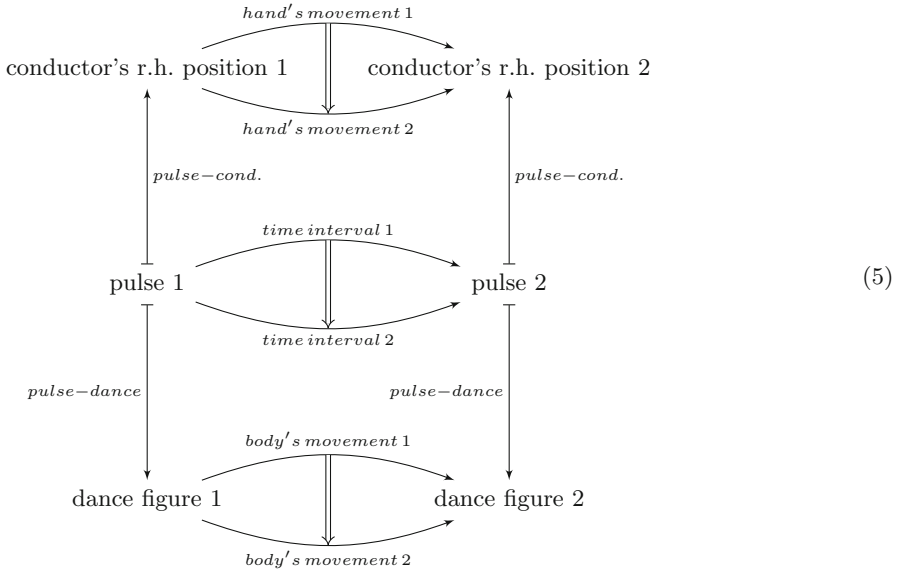 hand's movement 1
conductor's r.h. position 1 conductor's r.h. position 2
hand's movement 2
pulse−cond. pulse−cond.
time interval 1
pulse 1 pulse 2 (5)
time interval 2
pulse−dance pulse−dance
body's movement 1
dance figure 1 dance figure 2
body's movement 2